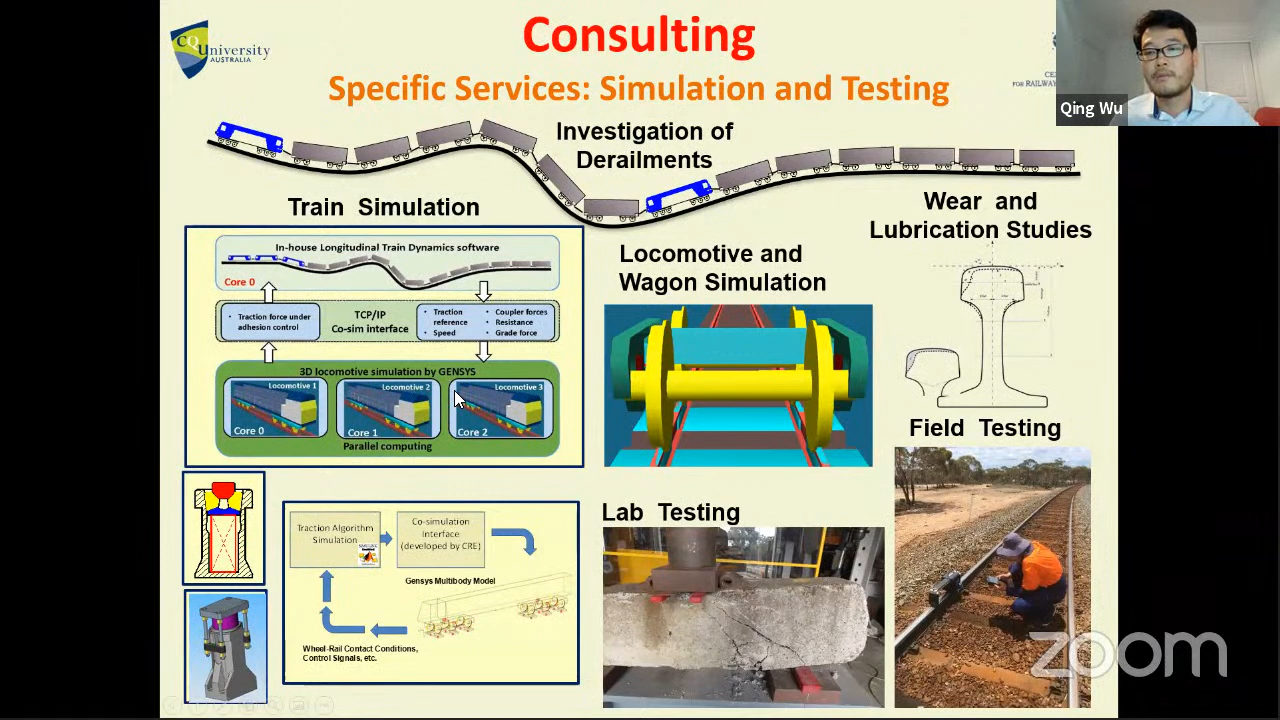 CQUniversity
AUSTRALIA
Consulting
Specific Services: Simulation and Testing
FOR RAILWAY
Qing Wu
Investigation of
Derailments
Train Simulation
Wear and
Lubrication Studies
In-house Longitudinal Train Dynamics software
Core 0
• Traction force under
adhesion control
TCP/IP
Co-sim interface
• Traction
reference
• Speed
• Coupler forces
• Resistance
• Grade force
3D locomotive simulation by GENSYS
Locomotive 1
Core 0
Locomotive 2
Core 1
Locomotive 3
Core 2
Parallel computing
Locomotive and
Wagon Simulation
Field Testing
Traction Algorithm
Simulation
Co-simulation
Interface
(developed by CRE)
Gensys Multibody Model
Wheel-Rail Contact Conditions,
Control Signals, etc.
Lab Testing
zoom